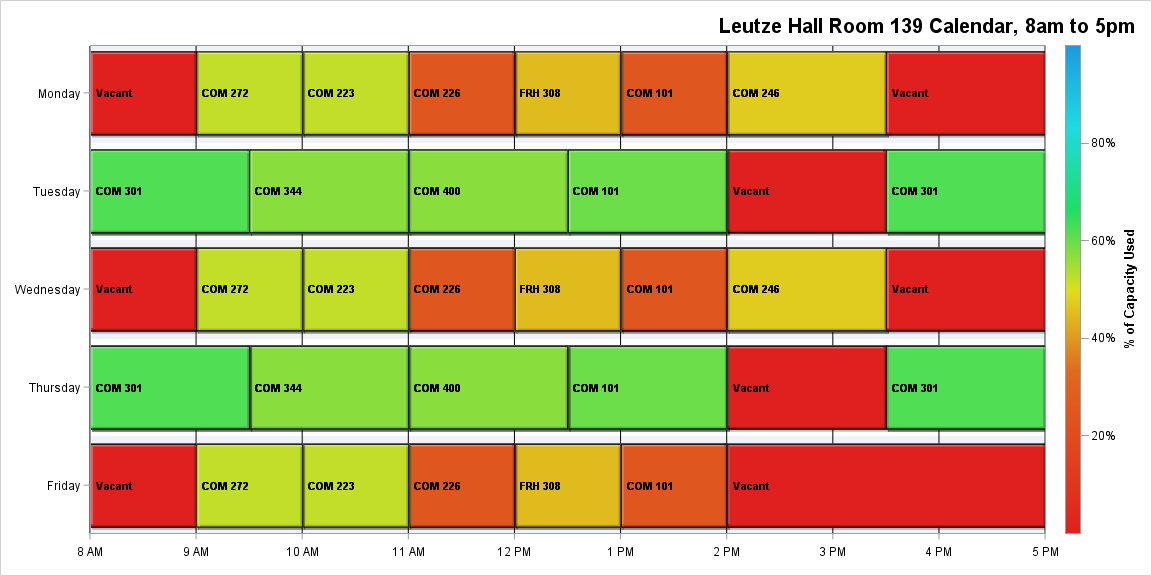 Leutze Hall Room 139 Calendar, 8am to 5pm
Monday
Vacant
COM 272
COM 223
COM 226
FRH 308
COM 101
COM 246
Vacant
Tuesday
COM 301
COM 344
COM 400
COM 101
Vacant
COM 301
Wednesday
Vacant
COM 272
COM 223
COM 226
FRH 308
COM 101
COM 246
Vacant
Thursday
COM 301
COM 344
COM 400
COM 101
Vacant
COM 301
Friday
Vacant
COM 272
COM 223
COM 226
FRH 308
COM 101
Vacant
8 AM
9 AM
10 AM
11 AM
12 PM
1 PM
2 PM
3 PM
4 PM
5 PM
80%
60%
40%
20%
% of Capacity Used